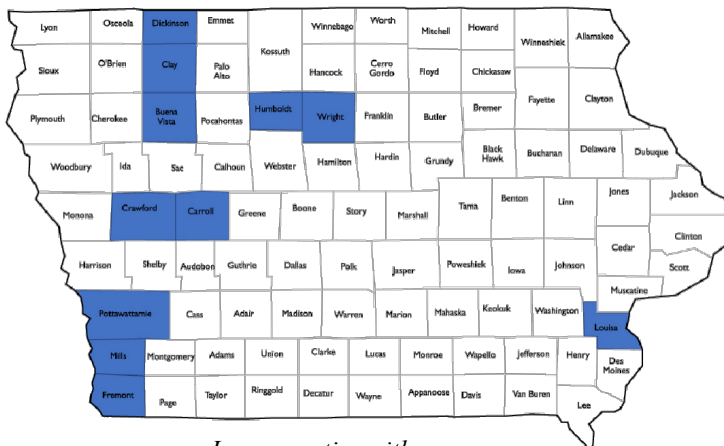 Lyon Osceola Dickinson Emmet Winnebago Worth Mitchell Howard Winneshiek Allamakee
Kossuth
Sioux O'Brien Clay Palo Alto Hancock Cerro Gordo Floyd Chickasaw
Plymouth Cherokee Buena Vista Pocahontas Humboldt Wright Franklin Butler Bremer Fayette Clayton
Woodbury Ida Sac Calhoun Webster Hamilton Hardin Grundy Black Hawk Buchanan Delaware Dubuque
Monona Crawford Carroll Greene Boone Story Marshall Tama Benton Linn Jones Jackson
Clinton
Cedar
Harrison Shelby Audobon Guthrie Dallas Polk Jasper Poweshiek Iowa Johnson Scott
Muscatine
Pottawattamie Cass Adair Madison Warren Marion Mahaska Keokuk Washington Louisa
Mills Montgomery Adams Union Clarke Lucas Monroe Wapello Jefferson Henry Des Moines
Fremont Page Taylor Ringgold Decatur Wayne Appanoose Davis Van Buren Lee